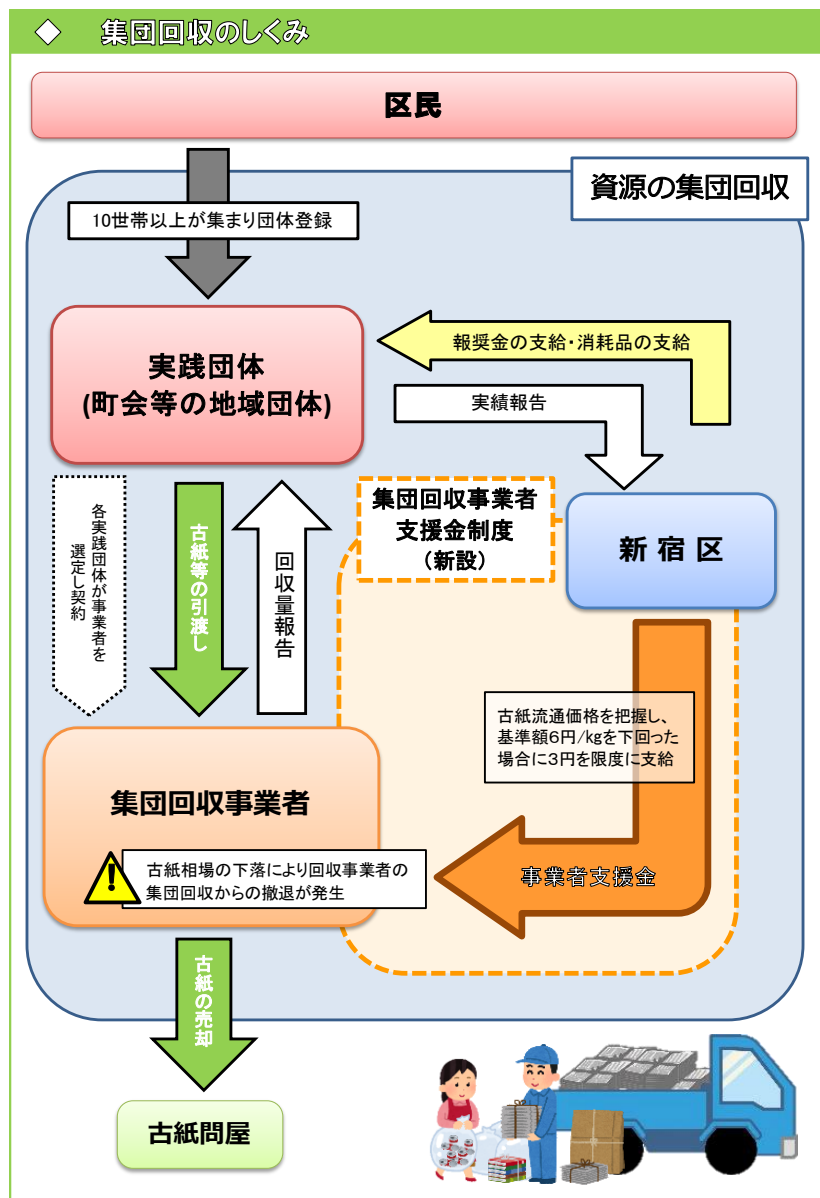 ◇ 集団回収のしくみ
区民
資源の集団回収
10世帯以上が集まり団体登録
実践団体
(町会等の地域団体)
報奨金の支給・消耗品の支給
実績報告
集団回収事業者
支援金制度
(新設)
新宿区
各実践団体が事業者を
選定し契約
古紙等の引渡し
回収量報告
古紙流通価格を把握し、
基準額6円/kgを下回った
場合に3円を限度に支給
集団回収事業者
古紙相場の下落により回収事業者の
集団回収からの撤退が発生
事業者支援金
古紙の売却
古紙問屋